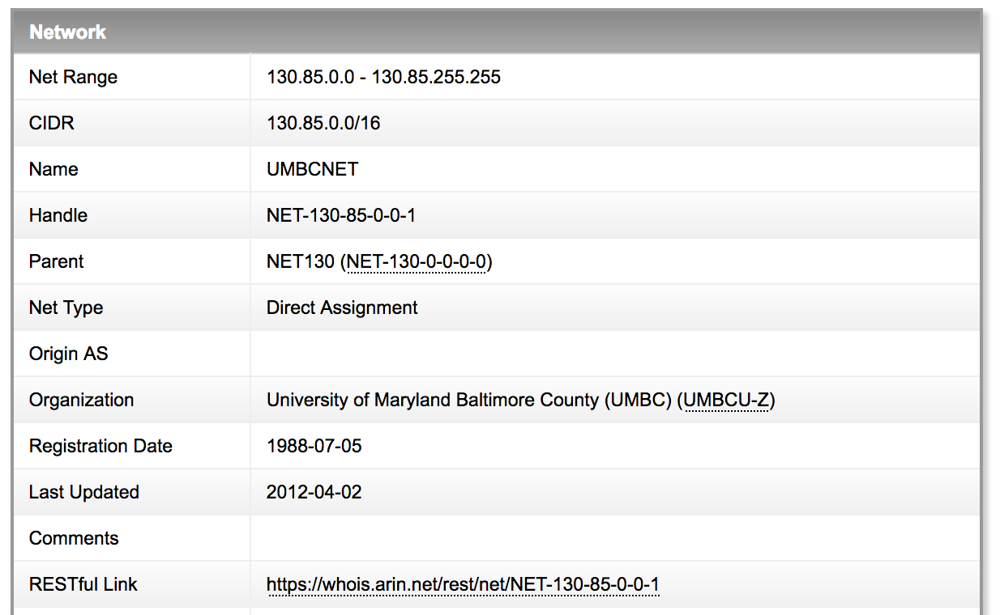 Network
Net Range 130.85.0.0 - 130.85.255.255
CIDR 130.85.0.0/16
Name UMBCNET
Handle NET-130-85-0-0-1
Parent NET130 (NET-130-0-0-0-0)
Net Type Direct Assignment
Origin AS
Organization University of Maryland Baltimore County (UMBC) (UMBCU-Z)
Registration Date 1988-07-05
Last Updated 2012-04-02
Comments
RESTful Link https://whois.arin.net/rest/net/NET-130-85-0-0-1